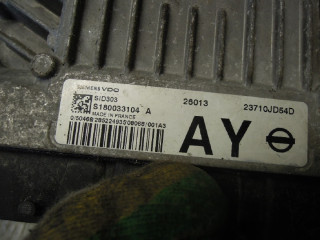 SIEMENS VDO
SID303
S180033104 A
25013
23710JD54D
MADE IN FRANCE
AY